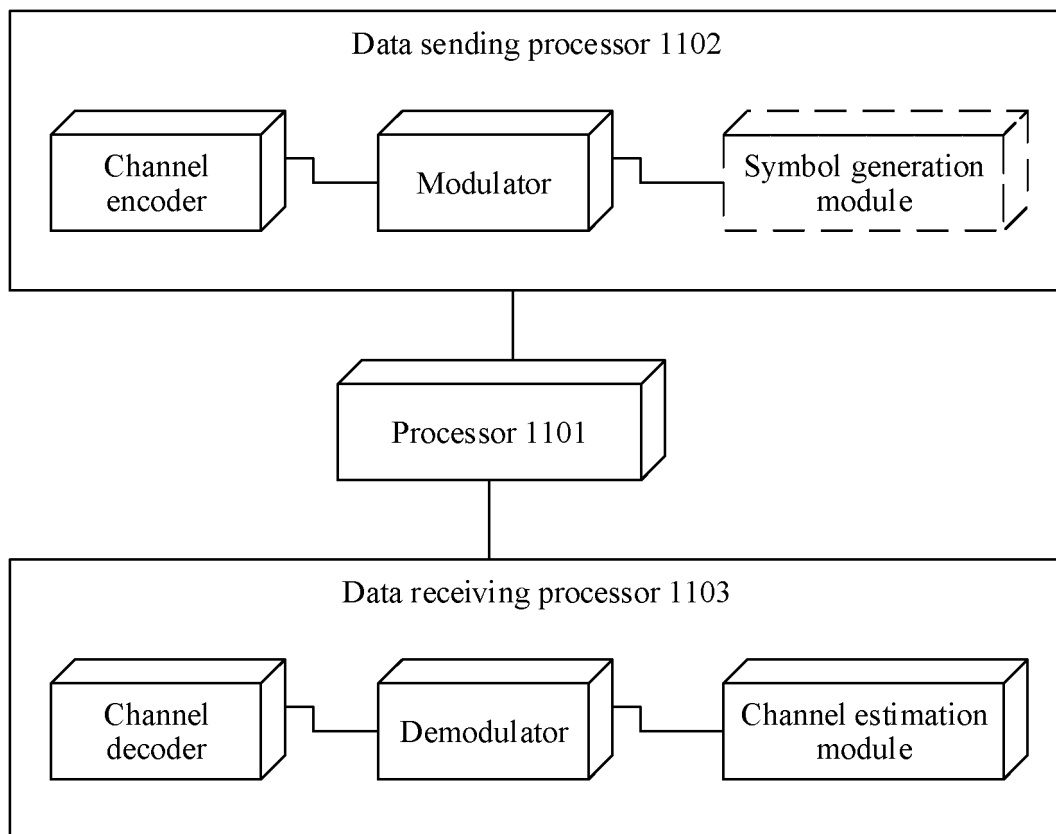 Data sending processor 1102
Channel
encoder
Modulator
Symbol generation
module
Processor 1101
Data receiving processor 1103
Channel
decoder
Demodulator
Channel estimation
module